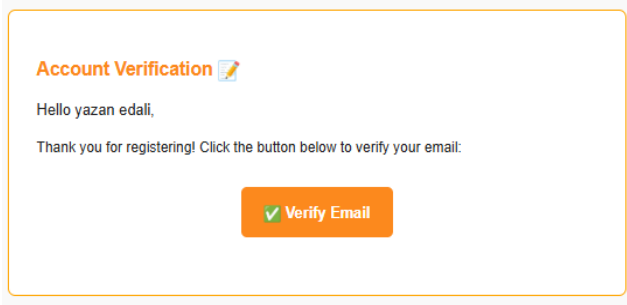 Account Verification 📝
Hello yazan edali,
Thank you for registering! Click the button below to verify your email:
✅ Verify Email